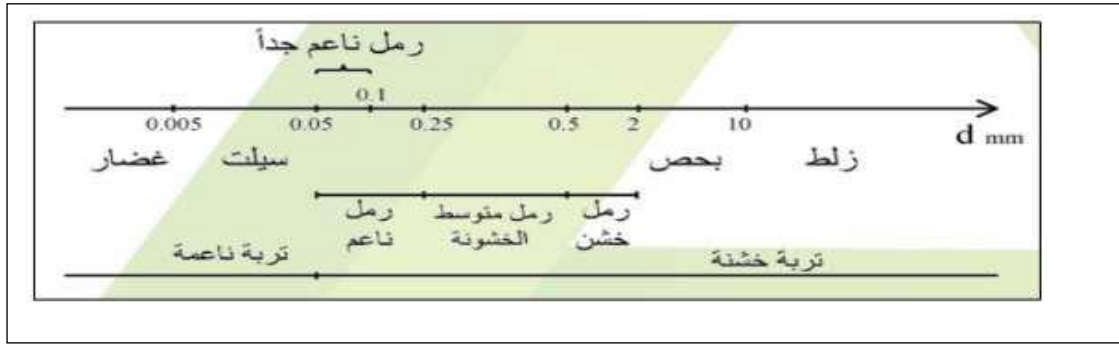 رمل ناعم جداً
0.1
0.005 0.05 0.25 0.5 2 10 d mm
غضار سيلت بحص زلط
رمل ناعم
رمل متوسط الخشونة
رمل خشن
تربة ناعمة تربة خشنة